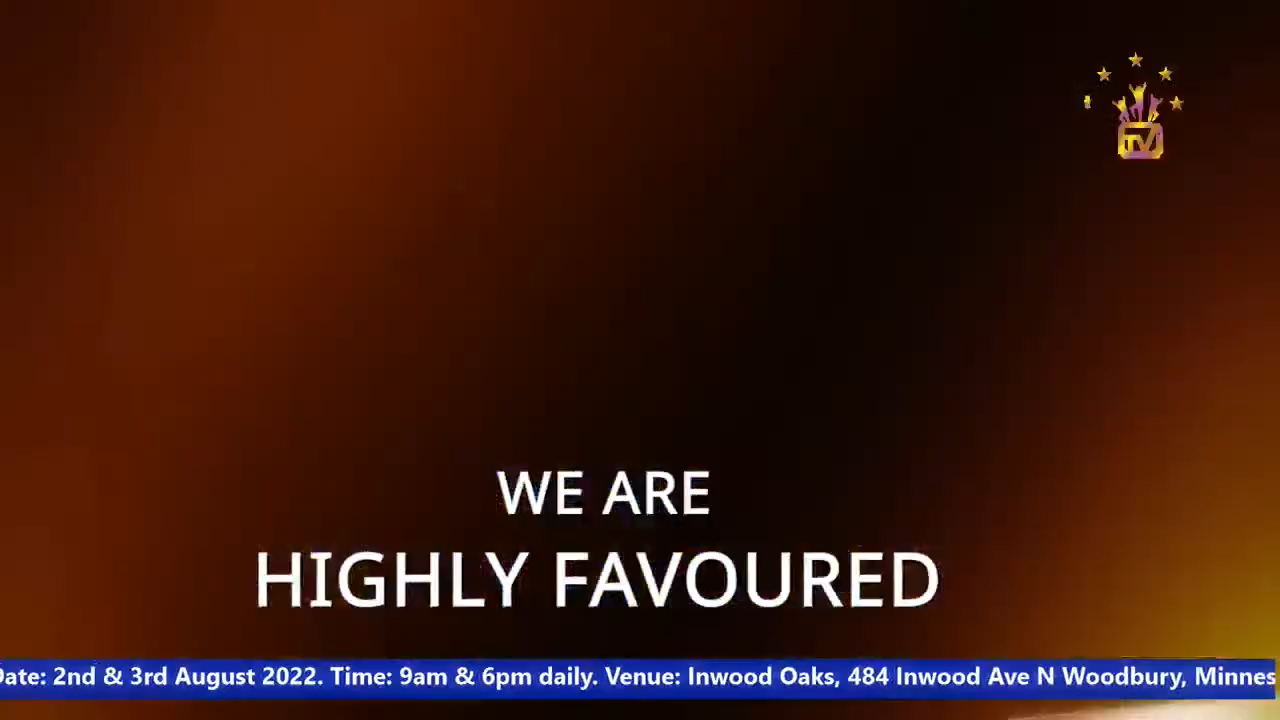 TV
WE ARE
HIGHLY FAVOURED
Date: 2nd & 3rd August 2022. Time: 9am & 6pm daily. Venue: Inwood Oaks, 484 Inwood Ave N Woodbury, Minnes